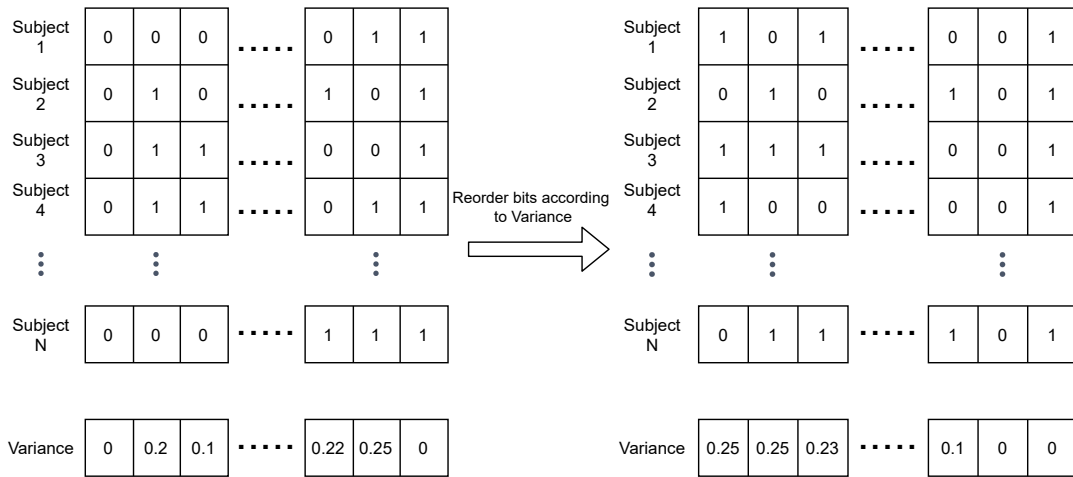 Subject 1 0 0 0 ..... 0 1 1
Subject 2 0 1 0 ..... 1 0 1
Subject 3 0 1 1 ..... 0 0 1
Subject 4 0 1 1 ..... 0 1 1
Subject N 0 0 0 ..... 1 1 1
Variance 0 0.2 0.1 ..... 0.22 0.25 0
Reorder bits according
to Variance
Subject 1 1 0 1 ..... 0 0 1
Subject 2 0 1 0 ..... 1 0 1
Subject 3 1 1 1 ..... 0 0 1
Subject 4 1 0 0 ..... 0 0 1
Subject N 0 1 1 ..... 1 0 1
Variance 0.25 0.25 0.23 ..... 0.1 0 0